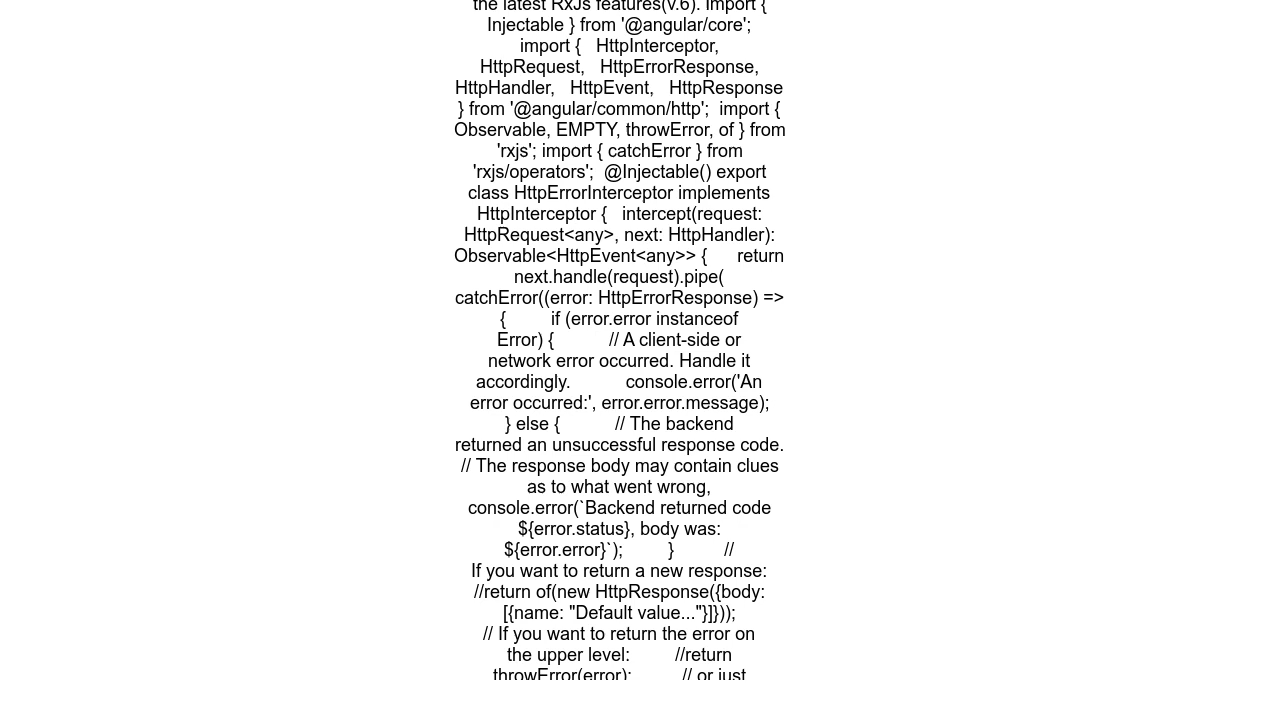 the latest RxJs features(v.6). Import {
Injectable } from '@angular/core';
import {   HttpInterceptor,
HttpRequest,   HttpErrorResponse,
HttpHandler,   HttpEvent,   HttpResponse
} from '@angular/common/http';  import {
Observable, EMPTY, throwError, of } from
'rxjs'; import { catchError } from
'rxjs/operators';  @Injectable() export
class HttpErrorInterceptor implements
HttpInterceptor {   intercept(request:
HttpRequest<any>, next: HttpHandler):
Observable<HttpEvent<any>> {      return
next.handle(request).pipe(
catchError((error: HttpErrorResponse) =>
{         if (error.error instanceof
Error) {           // A client-side or
network error occurred. Handle it
accordingly.           console.error('An
error occurred:', error.error.message);
} else {           // The backend
returned an unsuccessful response code.
// The response body may contain clues
as to what went wrong,
console.error(`Backend returned code
${error.status}, body was:
${error.error}`);         }          //
If you want to return a new response:
//return of(new HttpResponse({body:
[{name: "Default value..."}]}));
// If you want to return the error on
the upper level:         //return
throwError(error);          // or just